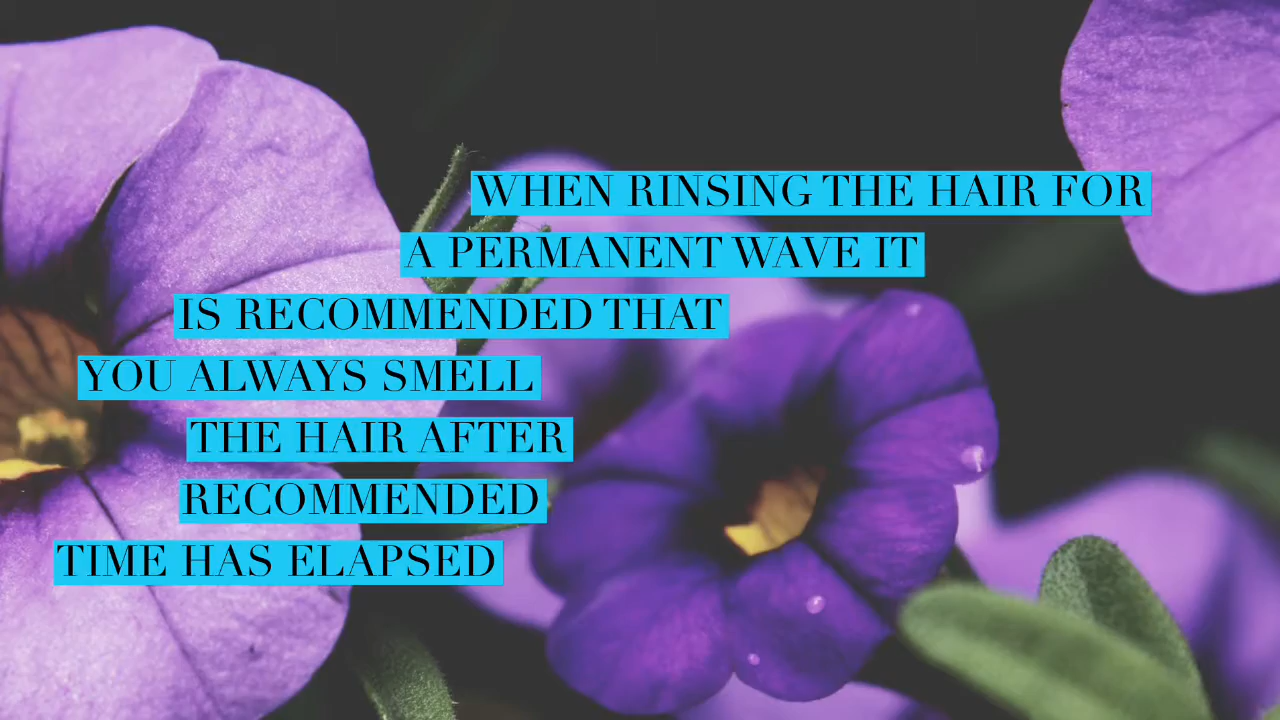 WHEN RINSING THE HAIR FOR
A PERMANENT WAVE IT
IS RECOMMENDED THAT
YOU ALWAYS SMELL
THE HAIR AFTER
RECOMMENDED
TIME HAS ELAPSED